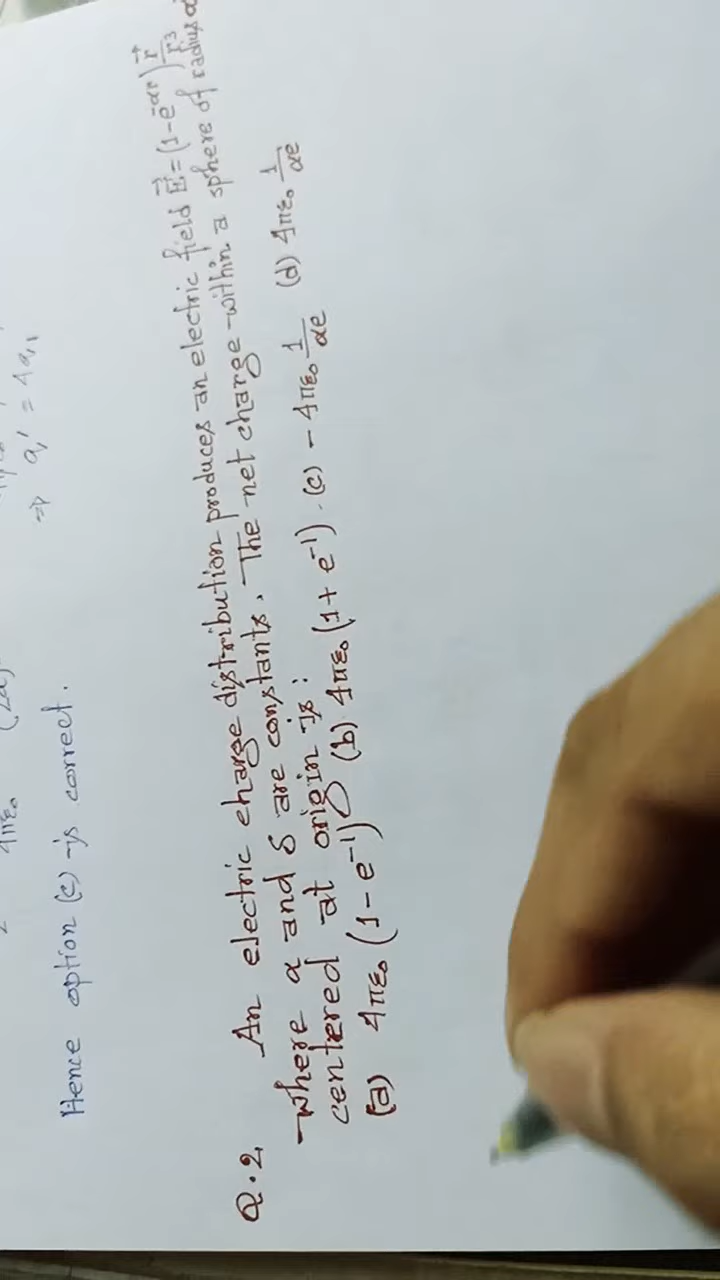 ⇒ q' = 4q,,
4πε₀
Hence option (c) is correct.
Q.2 An electric charge distribution produces an electric field E⃗ = (1-e^-αr) r⃗/r³
where α and δ are constants. The net charge within a sphere of radius α
centered at origin is:
(a) 4πε₀ (1-e⁻¹) (b) 4πε₀ (1+e⁻¹) (c) -4πε₀ 1/αe (d) 4πε₀ 1/αe